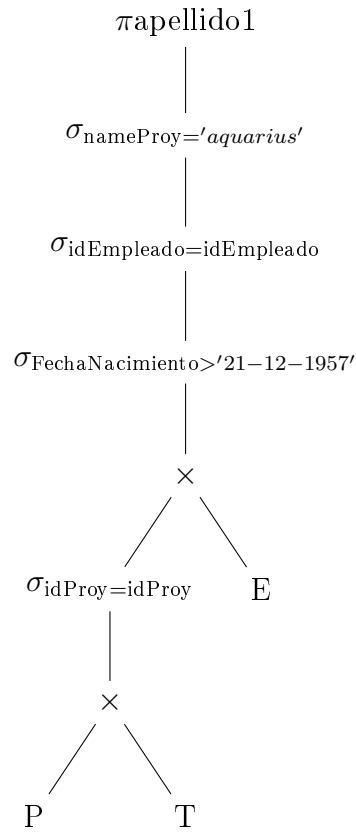 πapellido1
σnameProy='aquarius'
σidEmpleado=idEmpleado
σFechaNacimiento>'21−12−1957'
×
σidProy=idProy E
×
P T